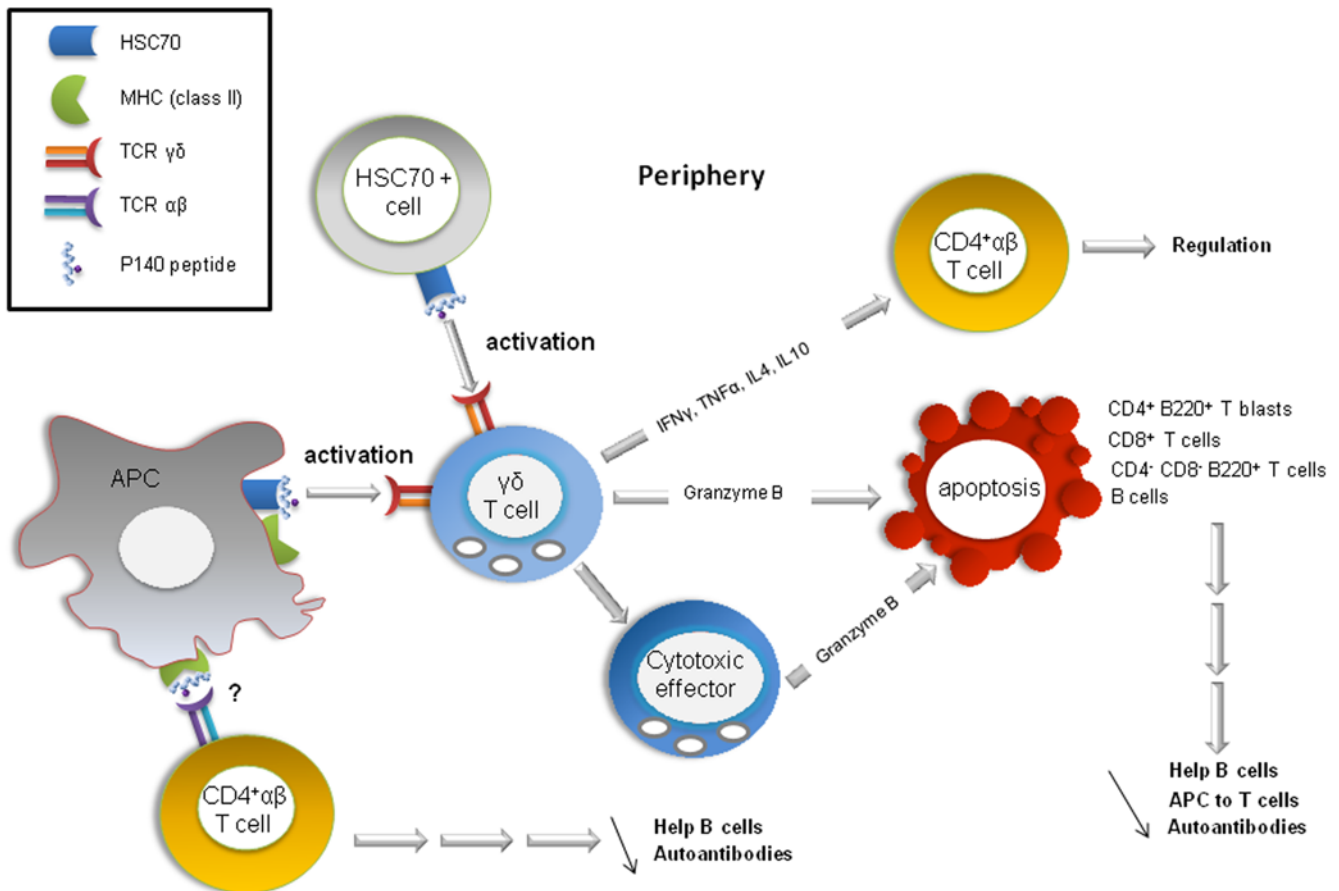 HSC70
MHC (class II)
TCR γδ
TCR αβ
P140 peptide
HSC70 +
cell
Periphery
CD4⁺αβ
T cell
Regulation
activation
IFNγ, TNFα, IL4, IL10
APC
activation
γδ
T cell
Granzyme B
apoptosis
CD4⁺ B220⁺ T blasts
CD8⁺ T cells
CD4⁻ CD8⁻ B220⁺ T cells
B cells
Granzyme B
Cytotoxic
effector
?
CD4⁺αβ
T cell
Help B cells
Autoantibodies
Help B cells
APC to T cells
Autoantibodies